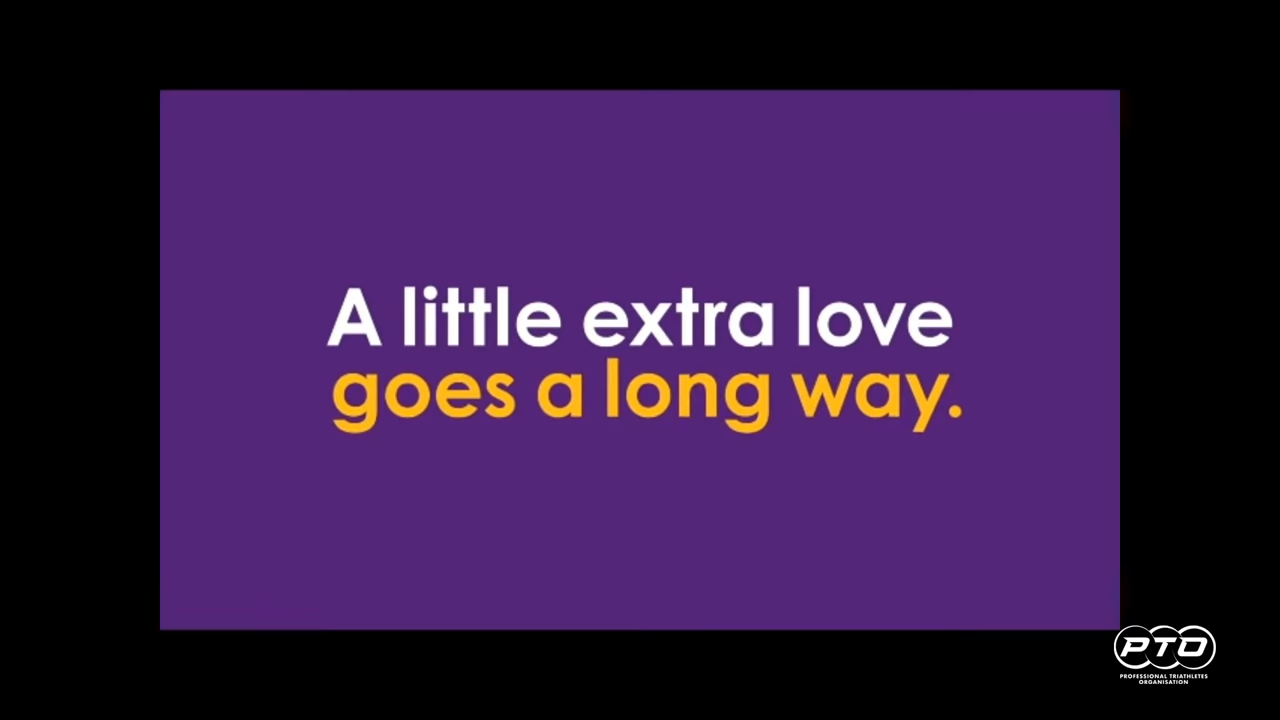 A little extra love
goes a long way.
PTO
PROFESSIONAL TRIATHLETES
ORGANISATION